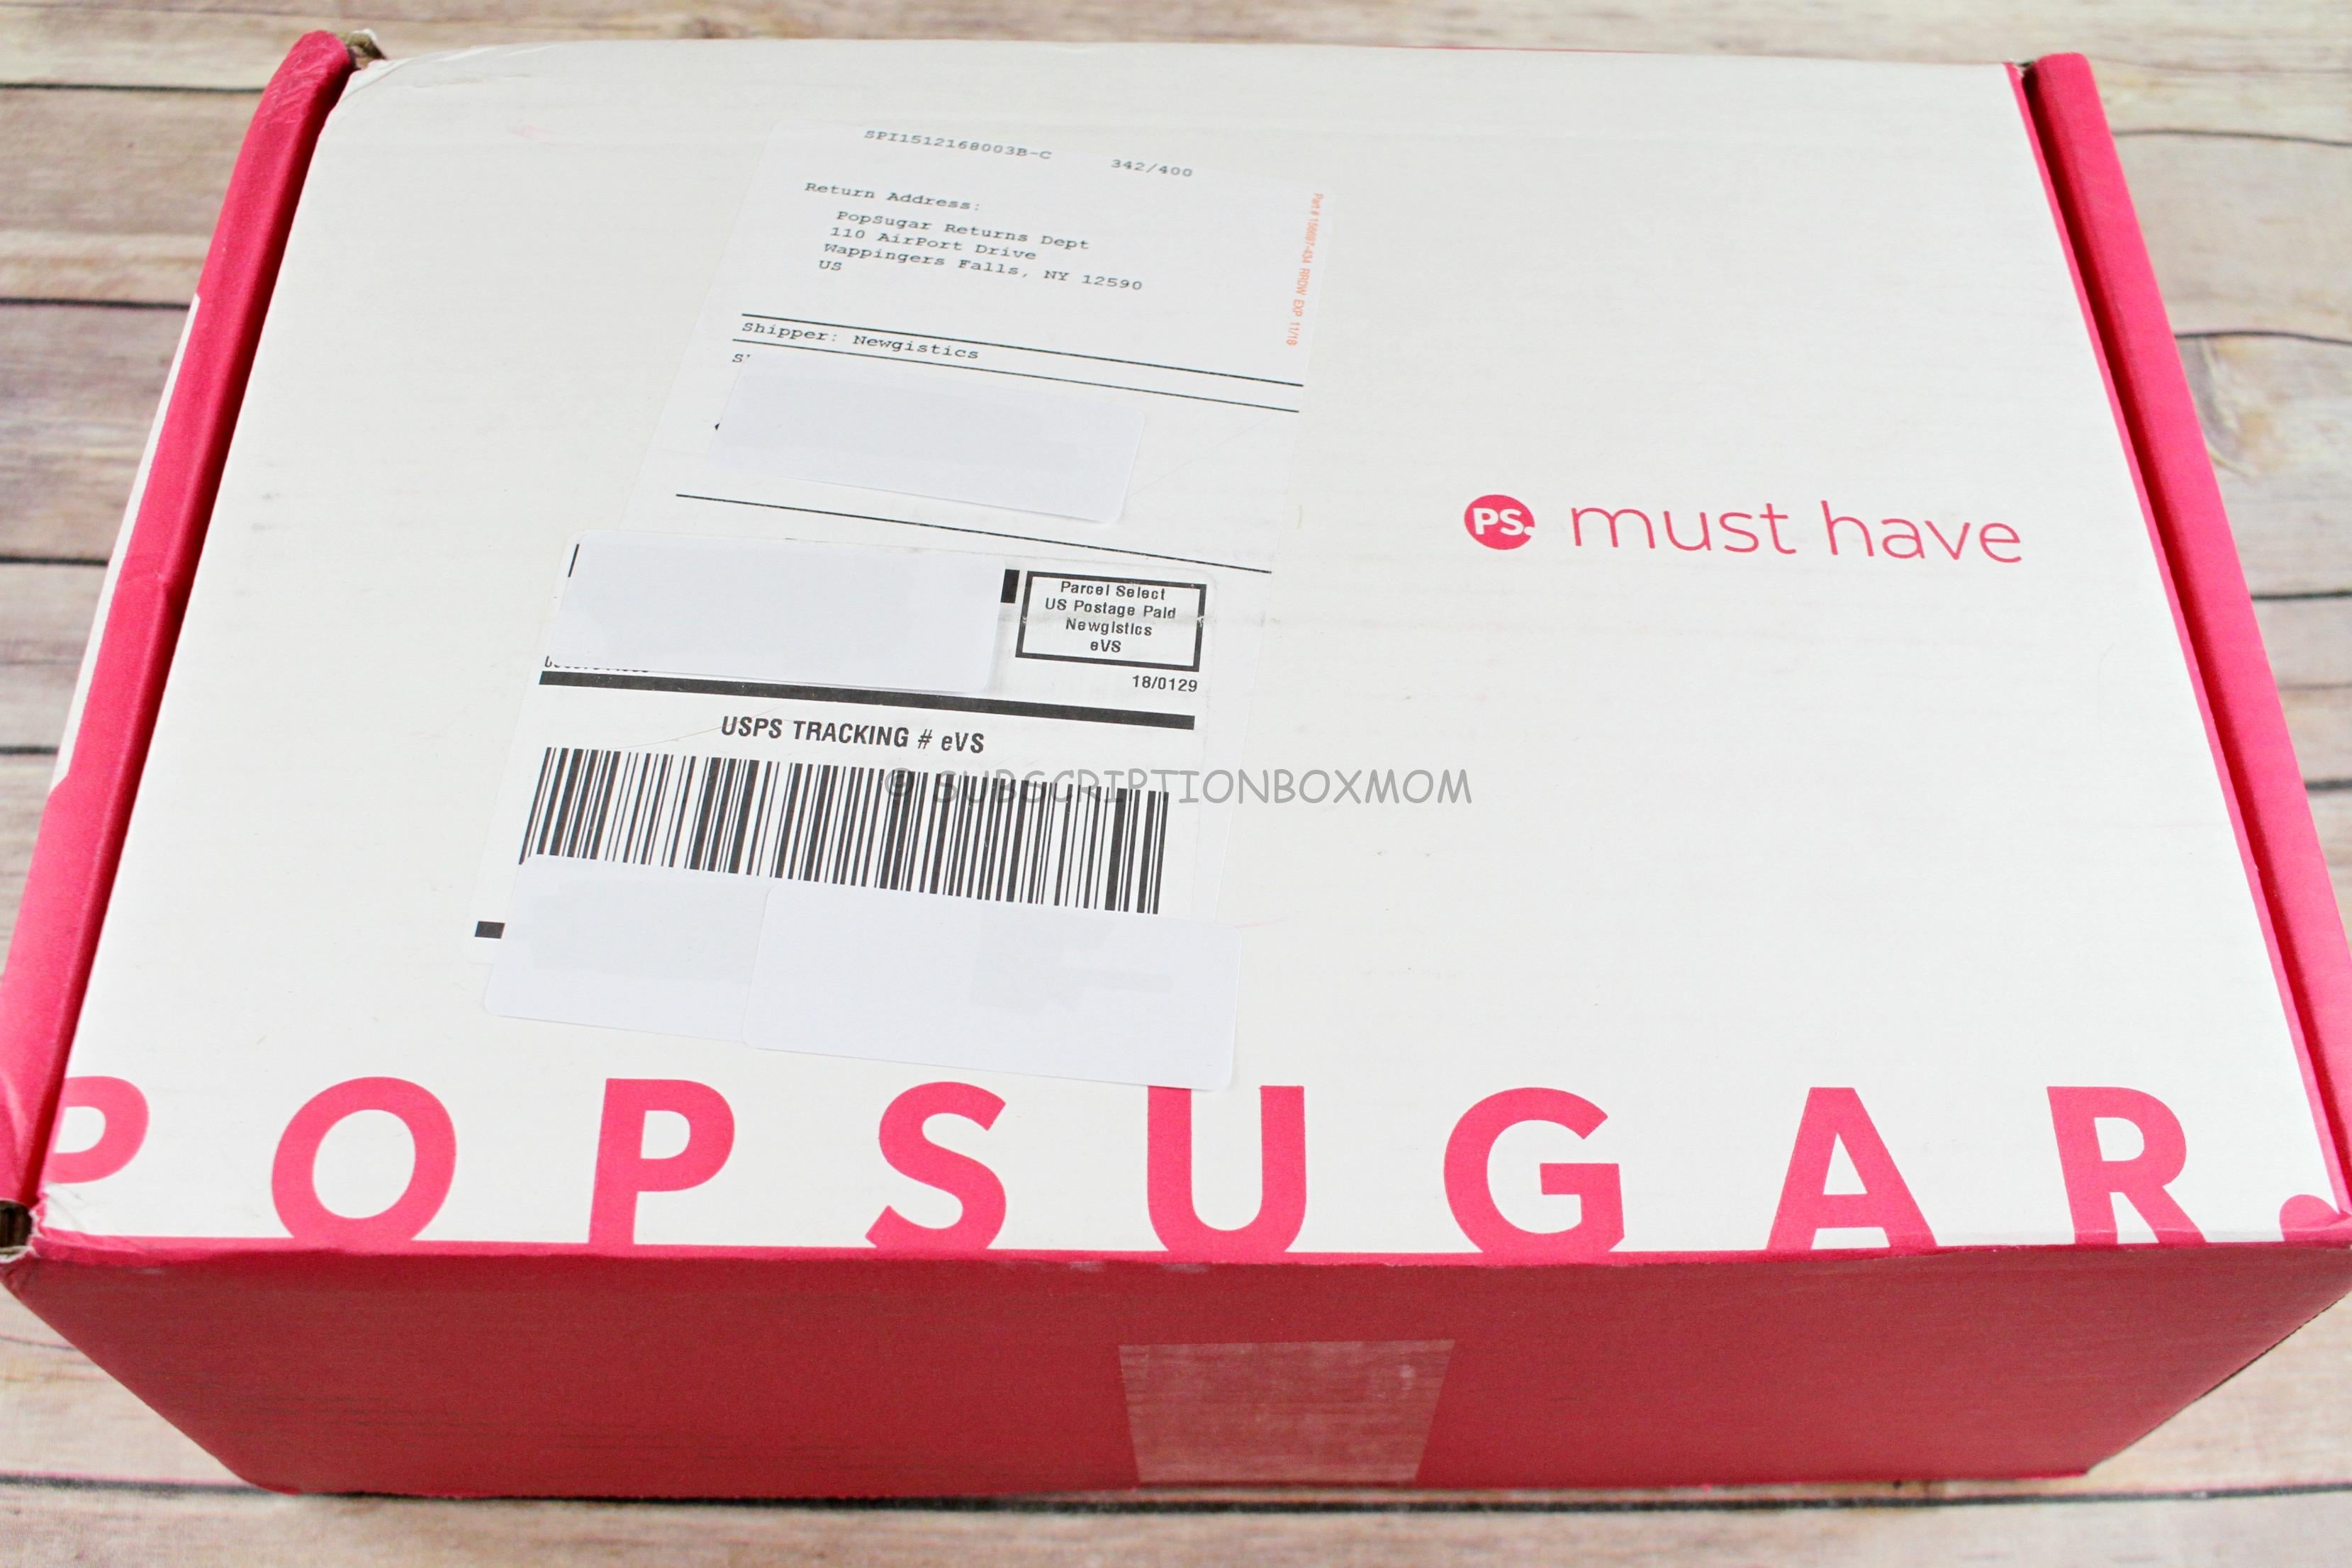 SPI1512168003B-C 342/400
Return Address:
PopSugar Returns Dept
110 AirPort Drive
Wappingers Falls, NY 12590
US
Shipper: Newgistics
PS. must have
Parcel Select
US Postage Paid
Newgistics
eVS
18/0129
USPS TRACKING # eVS
© SUBSCRIPTIONBOXMOM
POPSUGAR.